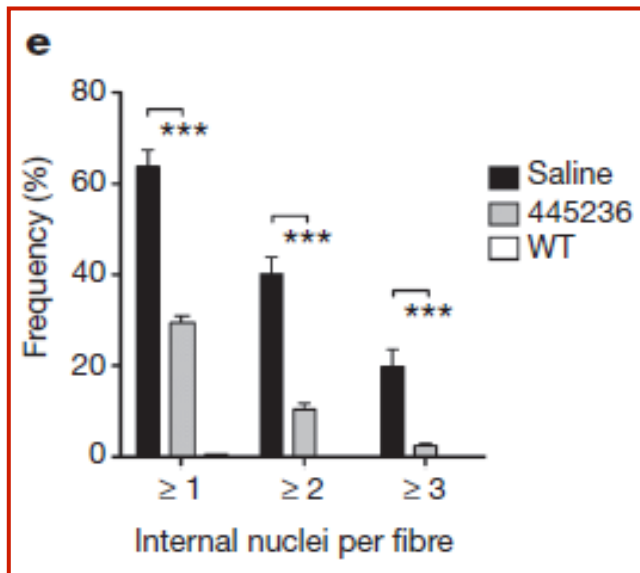 e
80
60
40
20
0
Frequency (%)
***
***
***
Saline
445236
WT
≥ 1
≥ 2
≥ 3
Internal nuclei per fibre